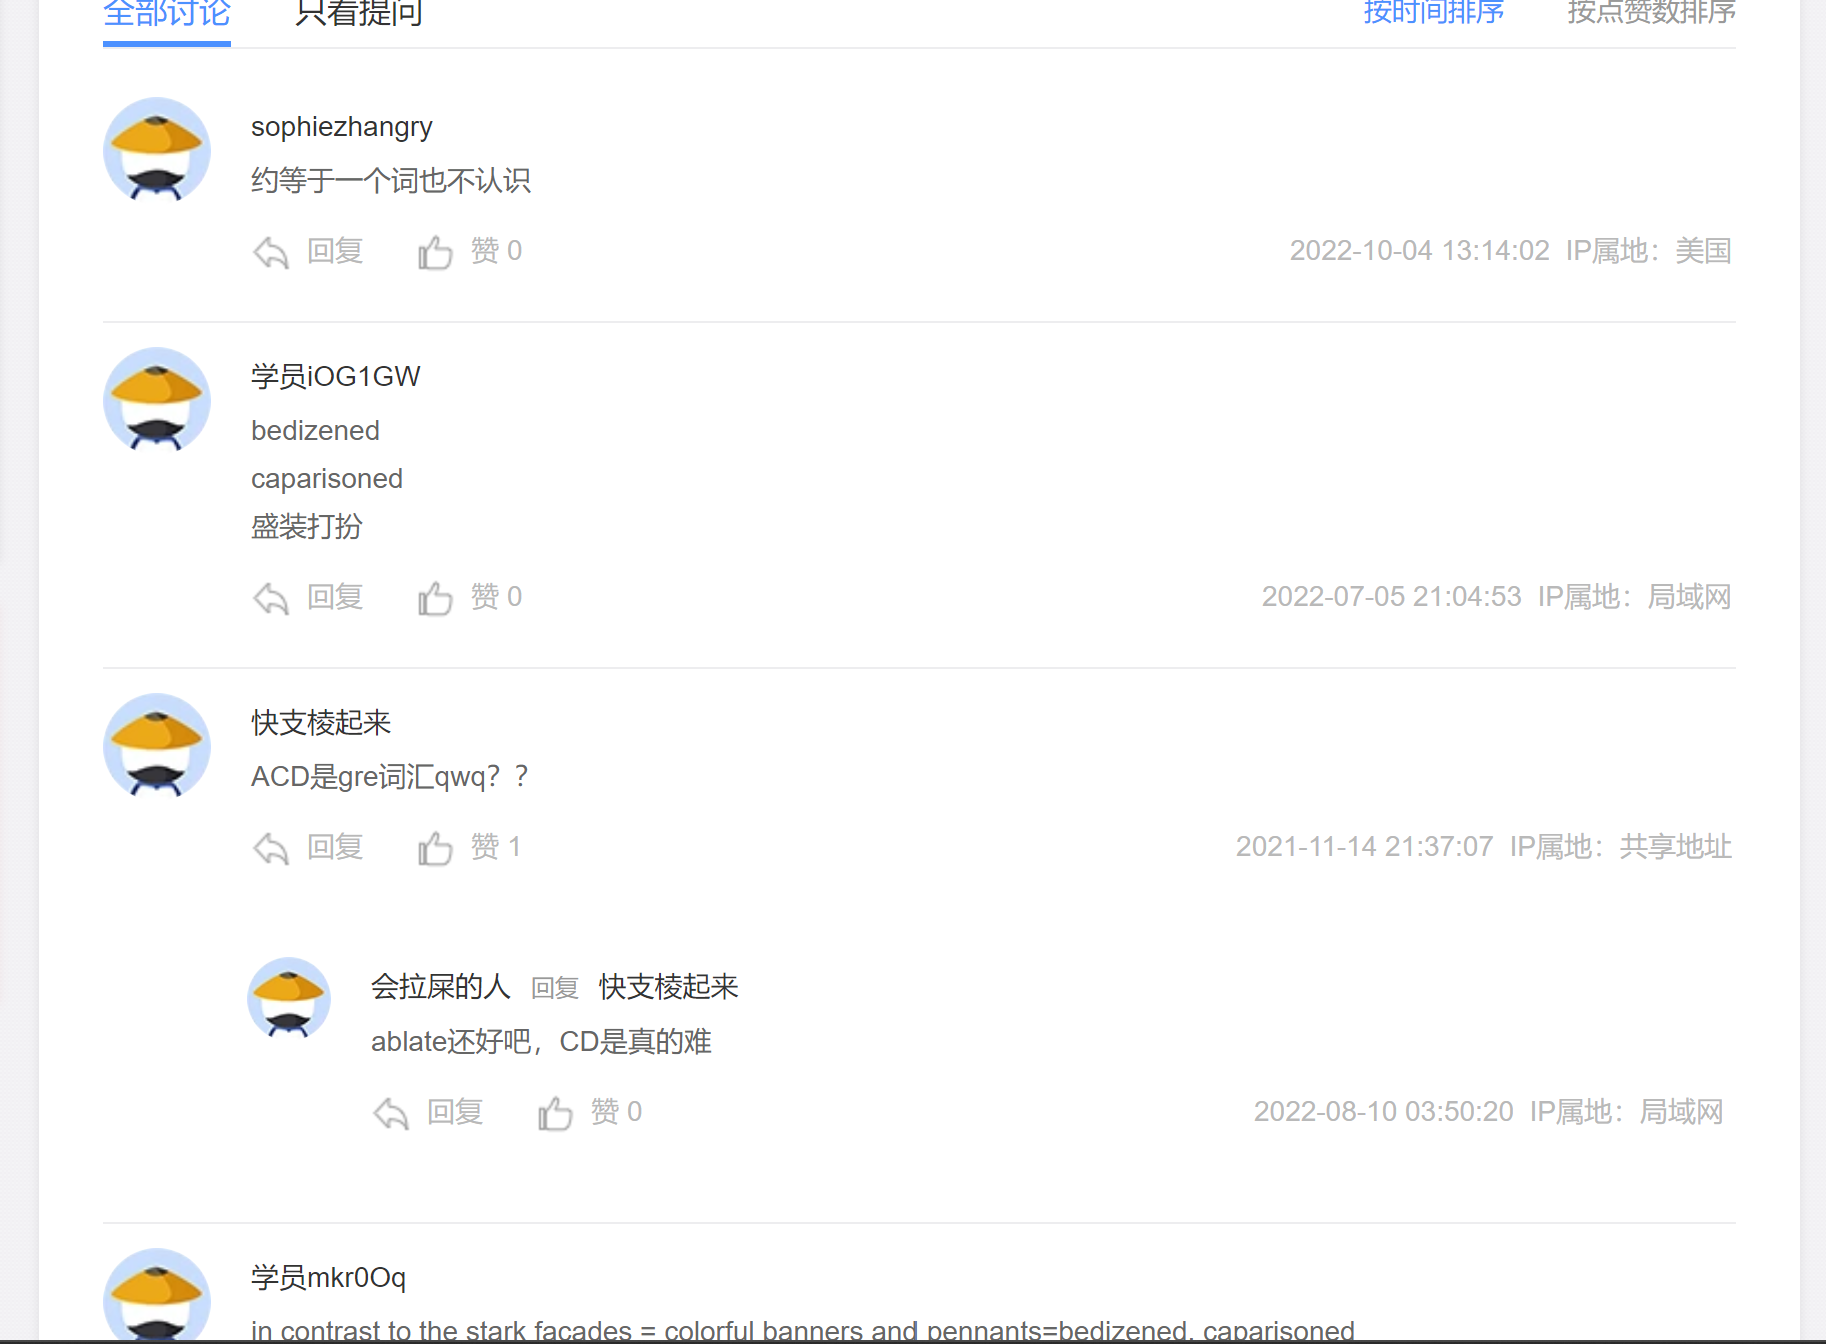 全部讨论 只看提问 按时间排序 按点赞数排序
sophiezhangry
约等于一个词也不认识
回复 赞 0 2022-10-04 13:14:02 IP属地：美国
学员iOG1GW
bedizened
caparisoned
盛装打扮
回复 赞 0 2022-07-05 21:04:53 IP属地：局域网
快支棱起来
ACD是gre词汇qwq？？
回复 赞 1 2021-11-14 21:37:07 IP属地：共享地址
会拉屎的人 回复 快支棱起来
ablate还好吧，CD是真的难
回复 赞 0 2022-08-10 03:50:20 IP属地：局域网
学员mkr0Oq
in contrast to the stark facades = colorful banners and pennants=bedizened, caparisoned